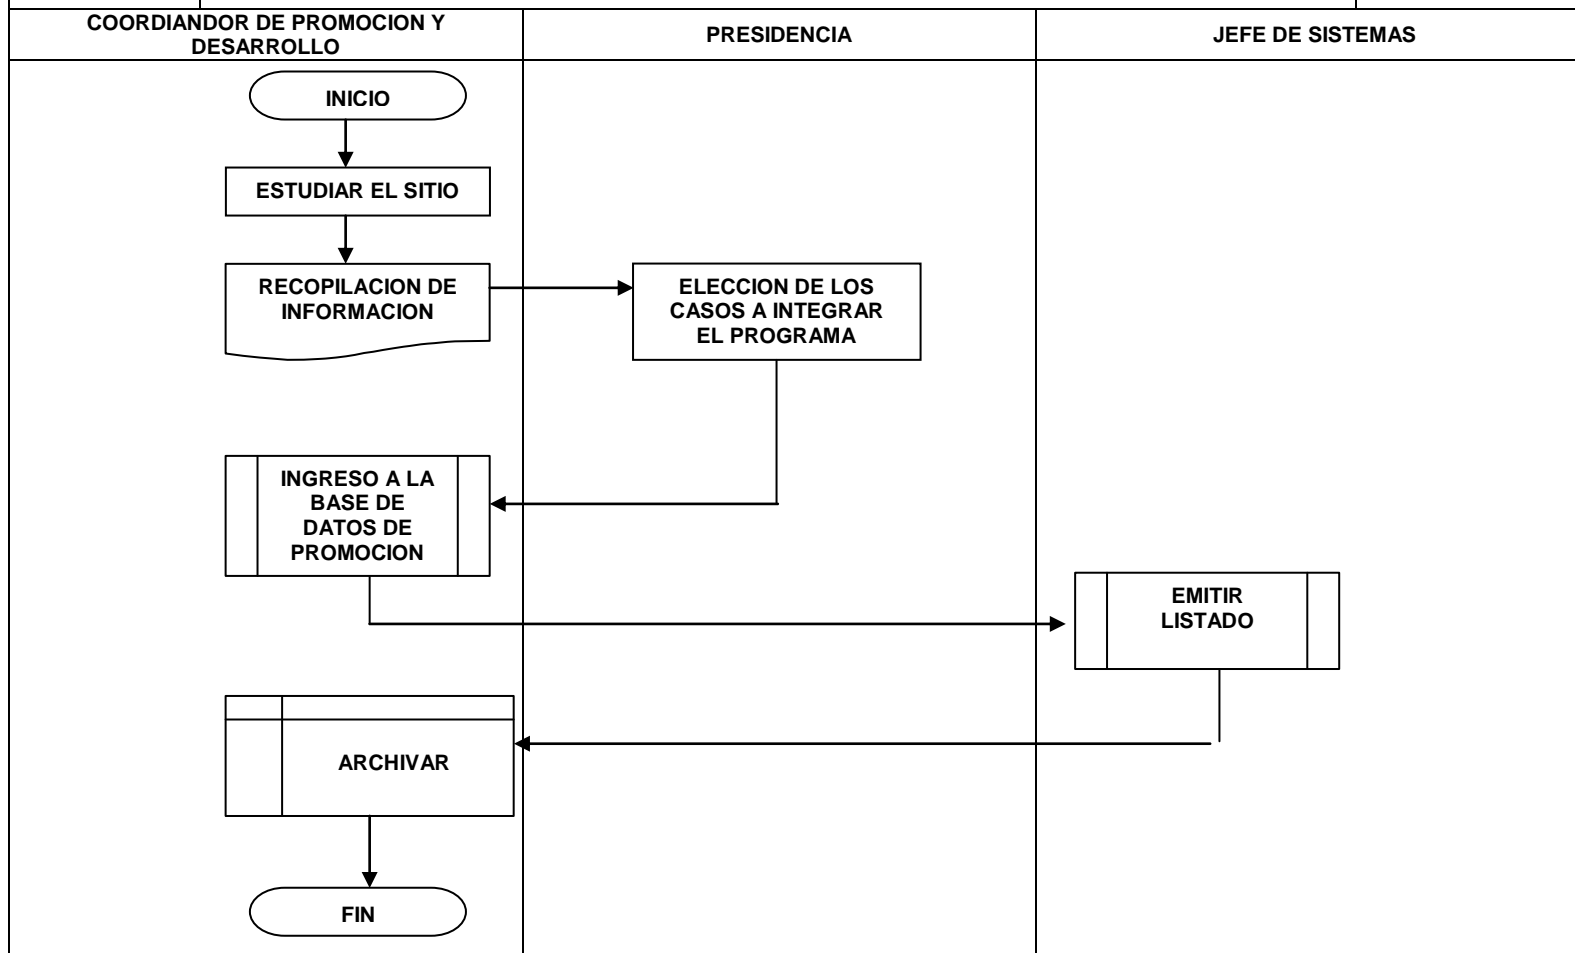 COORDIANDOR DE PROMOCION Y
DESARROLLO
PRESIDENCIA
JEFE DE SISTEMAS
INICIO
ESTUDIAR EL SITIO
RECOPILACION DE
INFORMACION
ELECCION DE LOS
CASOS A INTEGRAR
EL PROGRAMA
INGRESO A LA
BASE DE
DATOS DE
PROMOCION
EMITIR
LISTADO
ARCHIVAR
FIN